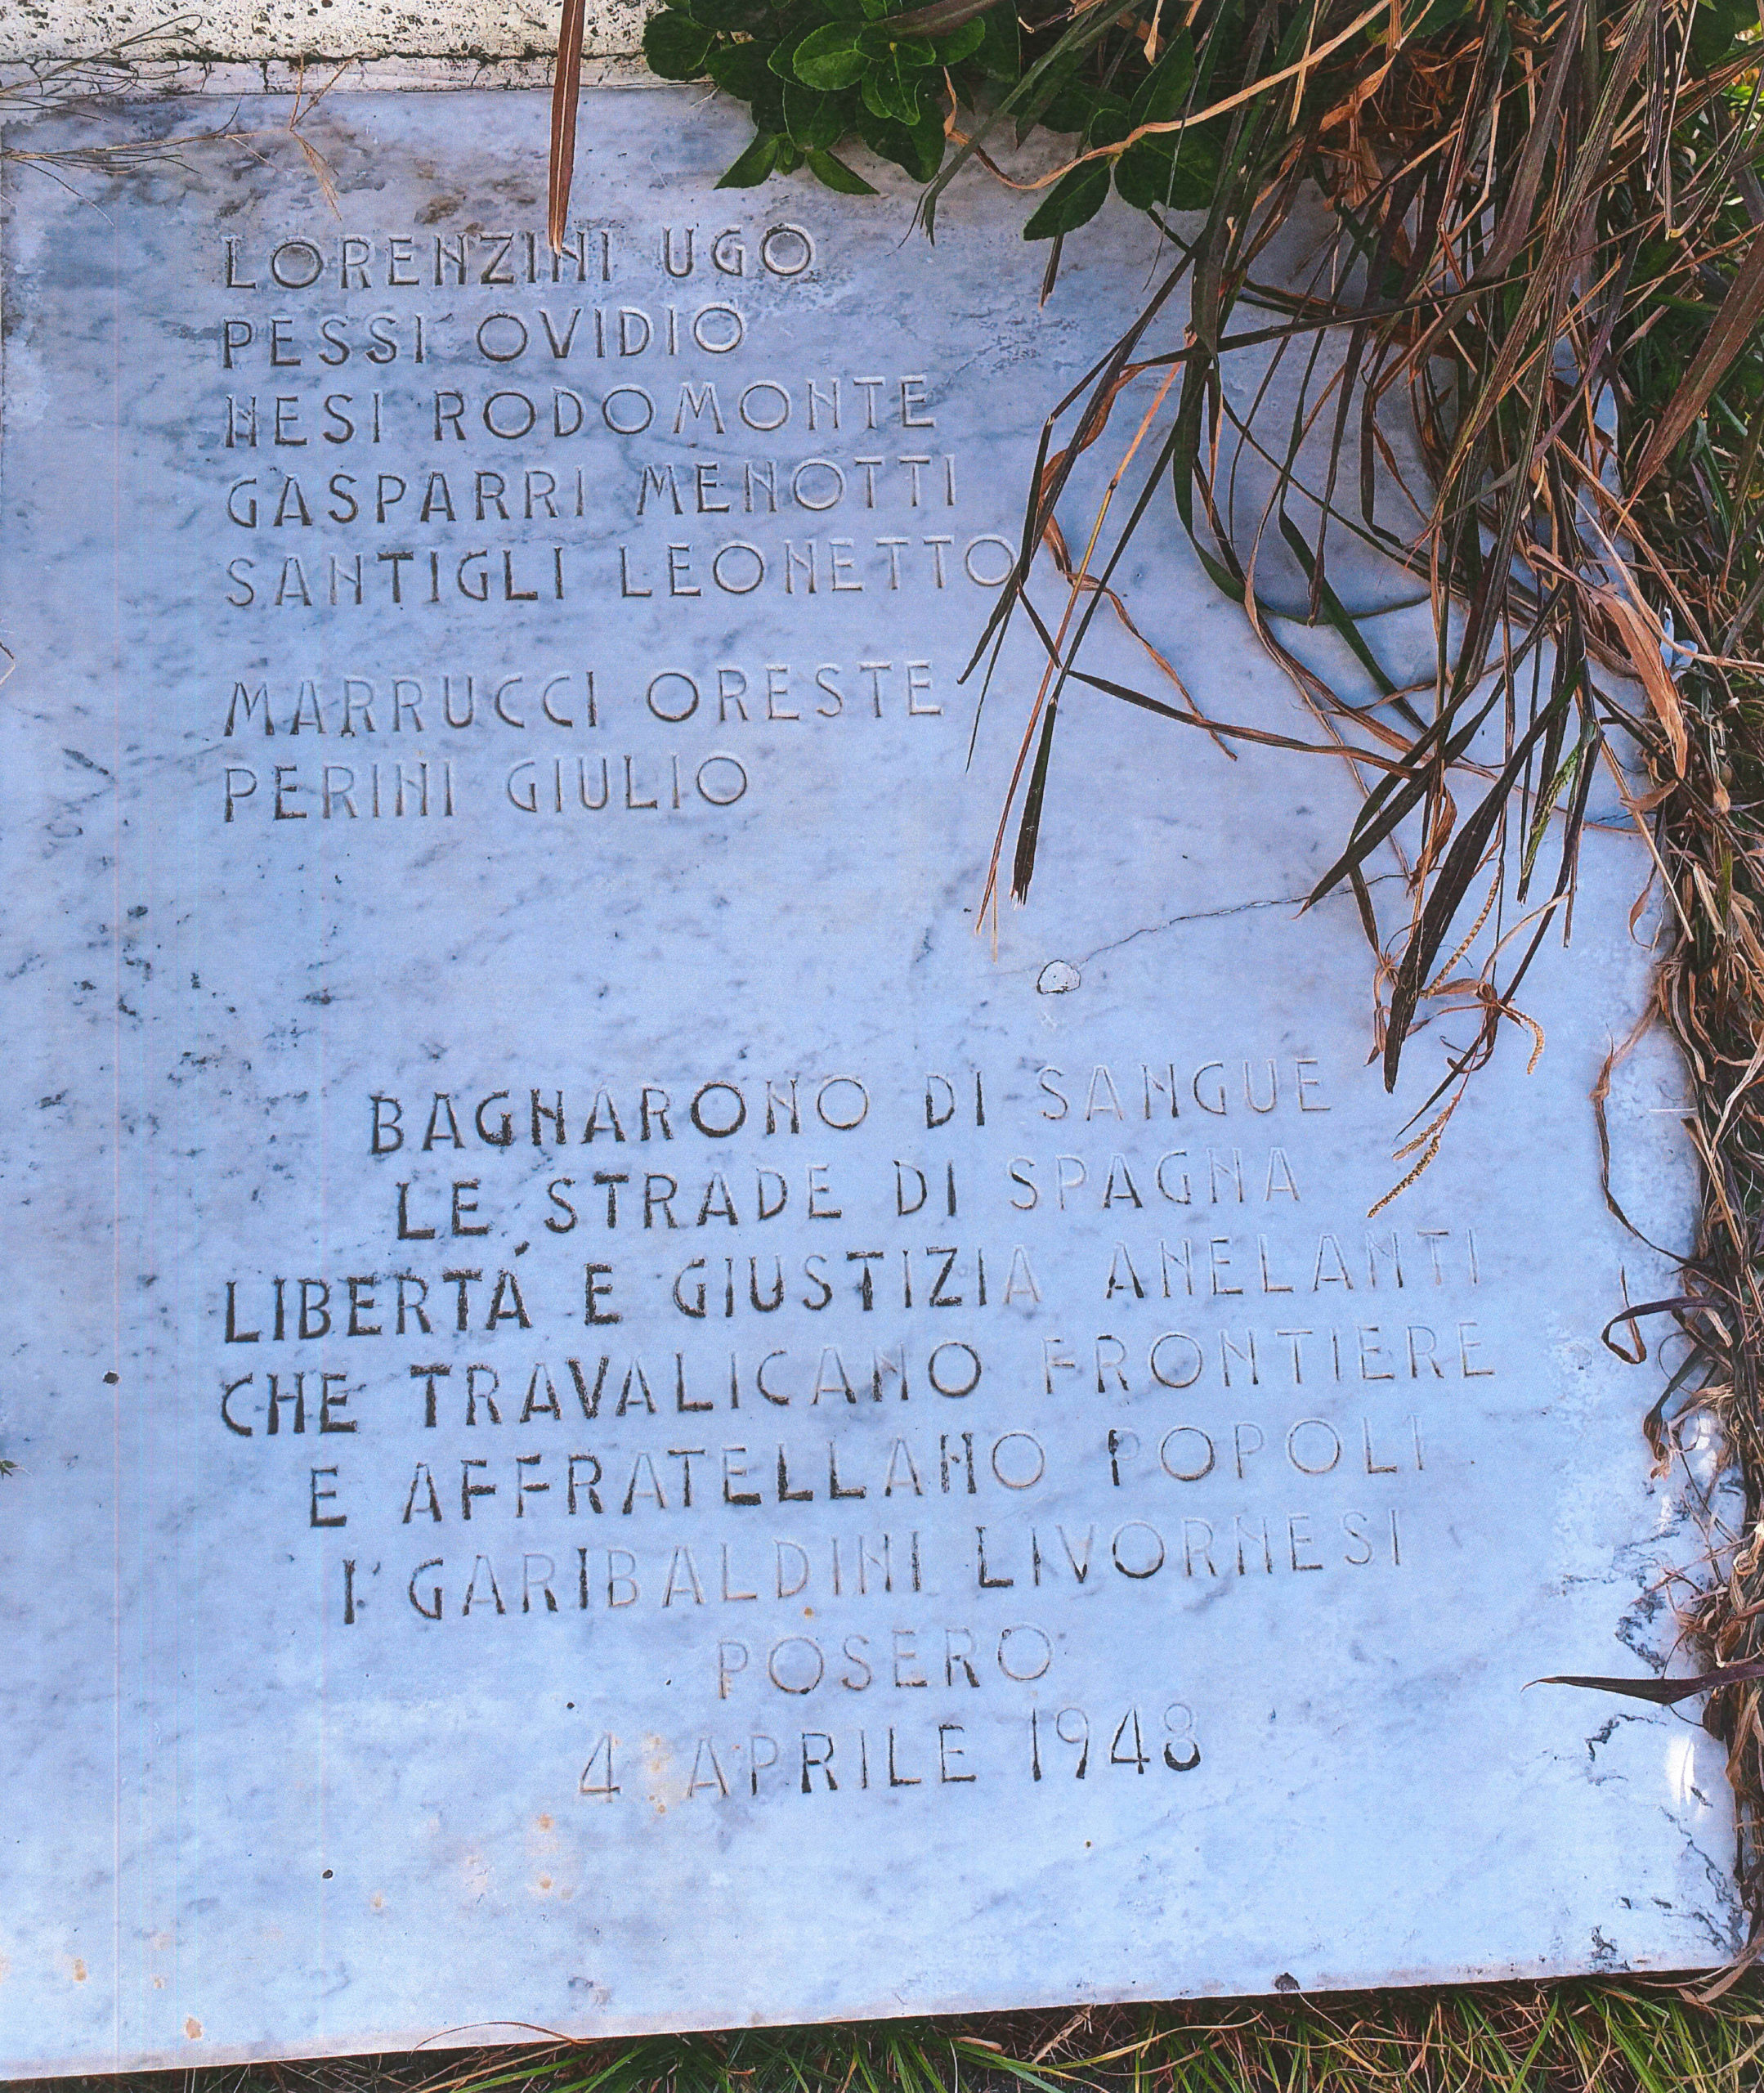 LORENZINI UGO
PESSI OVIDIO
NESI RODOMONTE
GASPARRI MENOTTI
SANTIGLI LEONETTO
MARRUCCI ORESTE
PERINI GIULIO
BAGNARONO DI SANGUE
LE STRADE DI SPAGNA
LIBERTÁ E GIUSTIZIA ANELANTI
CHE TRAVALICANO FRONTIERE
E AFFRATELLANO POPOLI
I GARIBALDINI LIVORNESI
POSERO
4 APRILE 1948